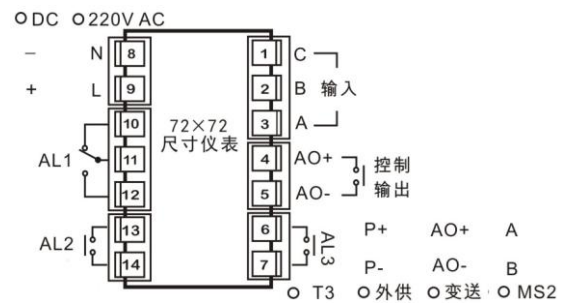 DC 220V AC
− N 8 1 C
+ L 9 2 B 输入
10 3 A
AL1 11 72×72 尺寸仪表 4 AO+ 控制
12 5 AO- 输出
AL2 13 6 AL3 P+ AO+ A
14 7 P- AO- B
T3 外供 变送 MS2